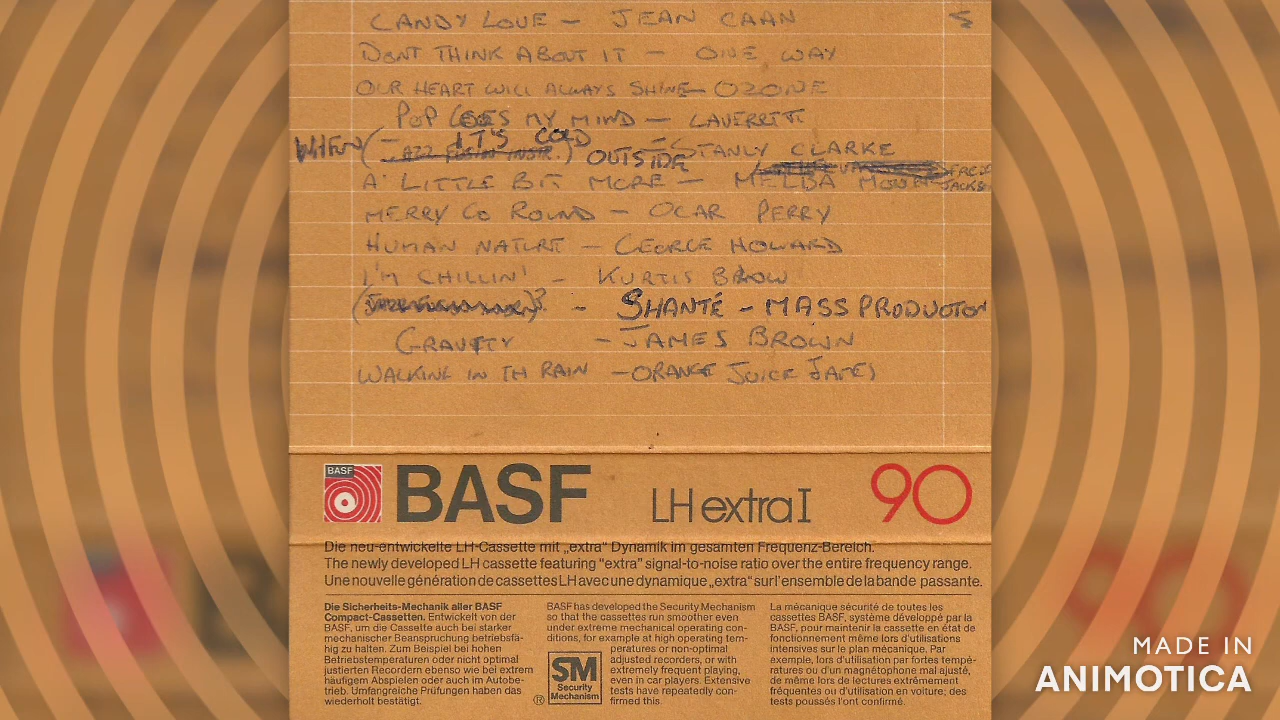 CANDY LOVE - JEAN CAAN
DONT THINK ABOUT IT - ONE WAY
OUR HEART WILL ALWAYS SHINE - OZONE
POP GOES MY MIND - LAVERETTE
WHEN IT'S COLD OUTSIDE - STANLY CLARKE
A LITTLE BIT MORE - MELBA MOORE FRED JACKS
MERRY GO ROUND - OCAR PERRY
HUMAN NATURE - GEORGE HOWARD
I'M CHILLIN' - KURTIS BLOW
- SHANTÉ - MASS PRODUCTION
GRAVITY - JAMES BROWN
WALKING IN TH RAIN - ORANGE JUICE JAMES
BASF BASF LH extra I 90
Die neu-entwickelte LH-Cassette mit „extra" Dynamik im gesamten Frequenz-Bereich.
The newly developed LH cassette featuring "extra" signal-to-noise ratio over the entire frequency range.
Une nouvelle génération de cassettes LH avec une dynamique „extra" sur l'ensemble de la bande passante.
Die Sicherheits-Mechanik aller BASF
Compact-Cassetten. Entwickelt von der
BASF, um die Cassette auch bei starker
mechanischer Beanspruchung betriebsfä-
hig zu halten. Zum Beispiel bei hohen
Betriebstemperaturen oder nicht optimal
justierten Recordern ebenso wie bei extrem
häufigem Abspielen oder auch im Autobe-
trieb. Umfangreiche Prüfungen haben das
wiederholt bestätigt.
BASF has developed the Security Mechanism
so that the cassettes run smoother even
under extreme mechanical operating con-
ditions, for example at high operating tem-
peratures or non-optimal
adjusted recorders, or with
extremely frequent playing,
even in car players. Extensive
tests have repeatedly con-
firmed this.
SM
Security
Mechanism
®
La mécanique sécurité de toutes les
cassettes BASF, système développé par la
BASF, pour maintenir la cassette en état de
fonctionnement même lors d'utilisations
intensives sur le plan mécanique. Par
exemple, lors d'utilisation par fortes tempé-
ratures ou d'un magnétophone mal ajusté,
de même lors de lectures extrêmement
fréquentes ou d'utilisation en voiture; des
tests poussés l'ont confirmé.
MADE IN
ANIMOTICA